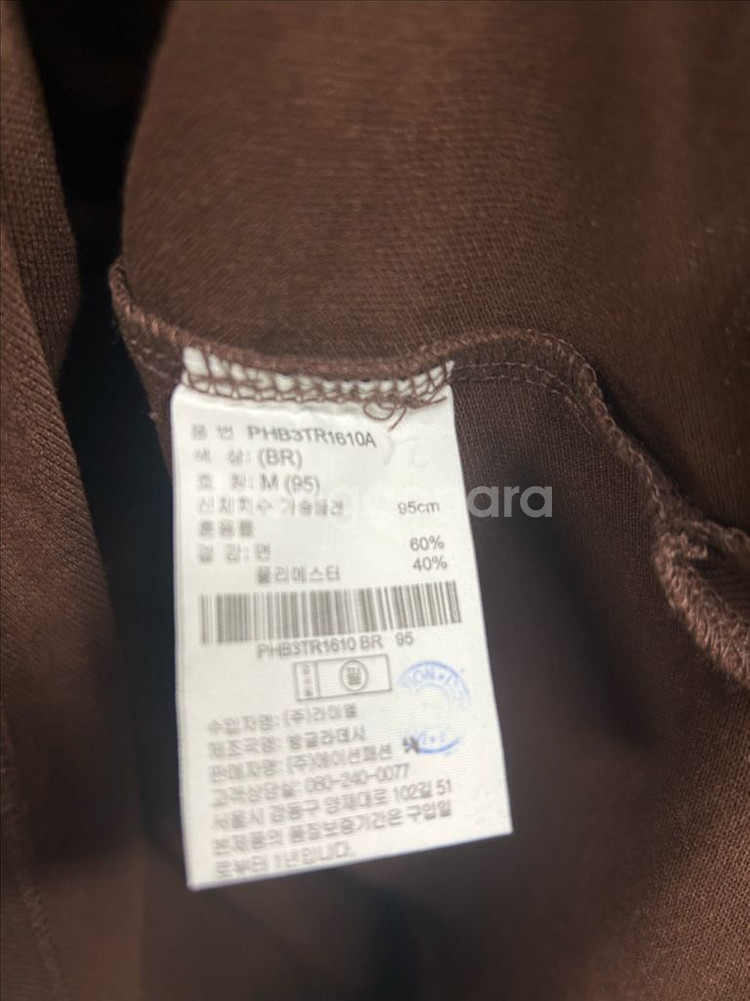 품 번 PHB3TR1610A
색 상: (BR)
호 칭: M (95)
신체치수 가슴둘레 95cm
혼용률
겉 감: 면 60%
폴리에스터 40%
PHB3TR1610 BR 95
수입자명: (주)라이엘
제조국명: 방글라데시
판매자명: (주)에이션패션
고객상담실: 080-240-0077
서울시 강동구 양재대로 102길 51
본제품의 품질보증기간은 구입일
로부터 1년입니다.